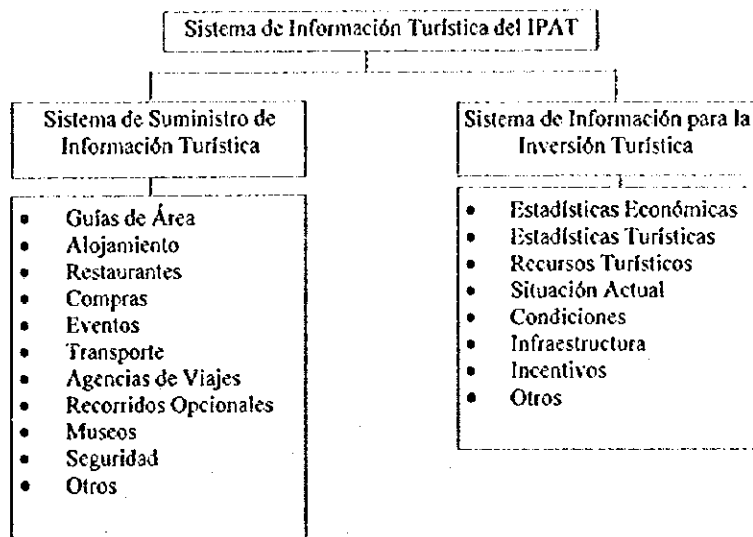 Sistema de Información Turística del IPAT
Sistema de Suministro de
Información Turística
• Guías de Área
• Alojamiento
• Restaurantes
• Compras
• Eventos
• Transporte
• Agencias de Viajes
• Recorridos Opcionales
• Museos
• Seguridad
• Otros
Sistema de Información para la
Inversión Turística
• Estadísticas Económicas
• Estadísticas Turísticas
• Recursos Turísticos
• Situación Actual
• Condiciones
• Infraestructura
• Incentivos
• Otros